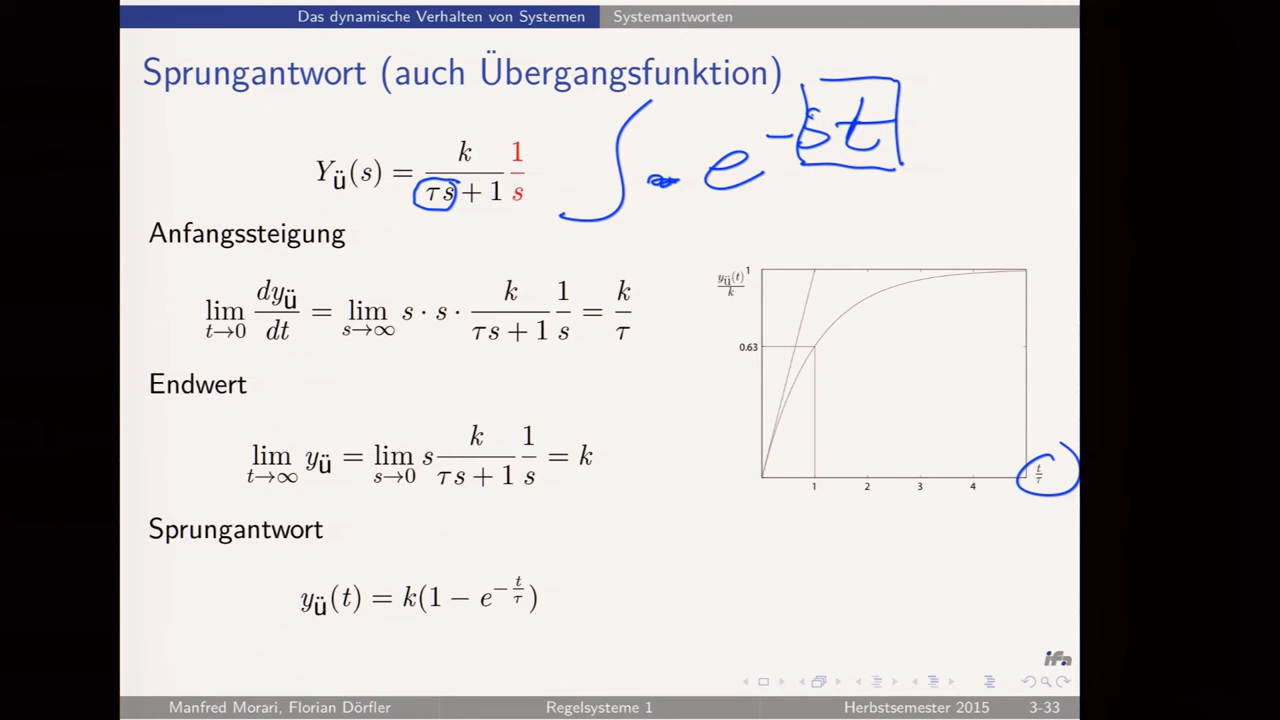 Das dynamische Verhalten von Systemen Systemantworten
Sprungantwort (auch Übergangsfunktion)
Yü(s) = k/(τs + 1) 1/s
∫ ~ e^{-st}
Anfangssteigung
lim_{t→0} dyü/dt = lim_{s→∞} s · s · k/(τs + 1) 1/s = k/τ
Endwert
lim_{t→∞} yü = lim_{s→0} s k/(τs + 1) 1/s = k
yü(t)/k
1
0.63
1 2 3 4
t/τ
Sprungantwort
yü(t) = k(1 − e^{−t/τ})
ifa
Manfred Morari, Florian Dörfler Regelsysteme 1 Herbstsemester 2015 3-33